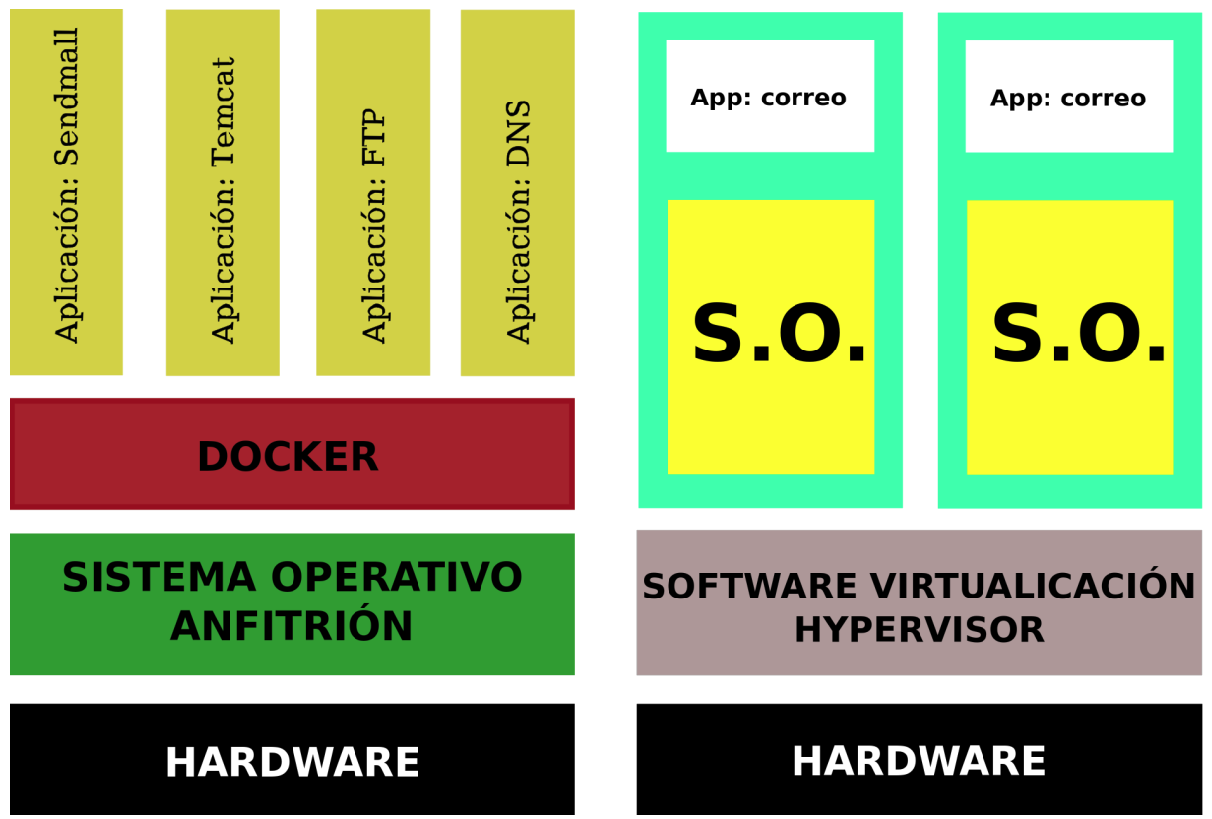 Aplicación: Sendmall
Aplicación: Temcat
Aplicación: FTP
Aplicación: DNS
DOCKER
SISTEMA OPERATIVO
ANFITRIÓN
HARDWARE
App: correo
S.O.
App: correo
S.O.
SOFTWARE VIRTUALICACIÓN
HYPERVISOR
HARDWARE